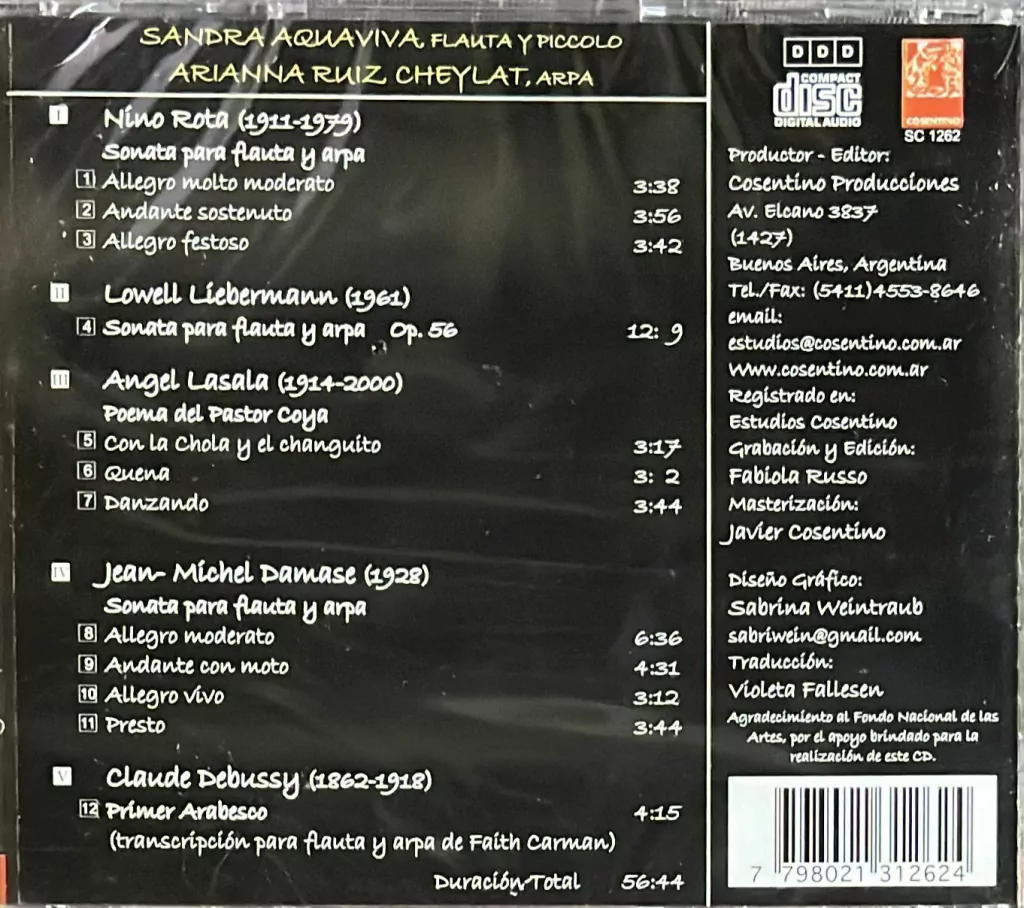 SANDRA AQUAVIVA, FLAUTA Y PICCOLO
ARIANNA RUIZ CHEYLAT, ARPA
I Nino Rota (1911-1979)
Sonata para flauta y arpa
1 Allegro molto moderato 3:38
2 Andante sostenuto 3:56
3 Allegro festoso 3:42
II Lowell Liebermann (1961)
4 Sonata para flauta y arpa Op. 56 12: 9
III Angel Lasala (1914-2000)
Poema del Pastor Coya
5 Con la Chola y el changuito 3:17
6 Quena 3: 2
7 Danzando 3:44
IV Jean- Michel Damase (1928)
Sonata para flauta y arpa
8 Allegro moderato 6:36
9 Andante con moto 4:31
10 Allegro vivo 3:12
11 Presto 3:44
V Claude Debussy (1862-1918)
12 Primer Arabesco 4:15
(transcripción para flauta y arpa de Faith Carman)
Duración Total 56:44
DDD
COMPACT
disc
DIGITAL AUDIO
COSENTINO
SC 1262
Productor - Editor:
Cosentino Producciones
Av. Elcano 3837
(1427)
Buenos Aires, Argentina
Tel./Fax: (5411)4553-8646
email:
estudios@cosentino.com.ar
Www.cosentino.com.ar
Registrado en:
Estudios Cosentino
Grabación y Edición:
Fabiola Russo
Masterización:
Javier Cosentino
Diseño Gráfico:
Sabrina Weintraub
sabriwein@gmail.com
Traducción:
Violeta Fallesen
Agradecimiento al Fondo Nacional de las
Artes, por el apoyo brindado para la
realización de este CD.
7 798021 312624